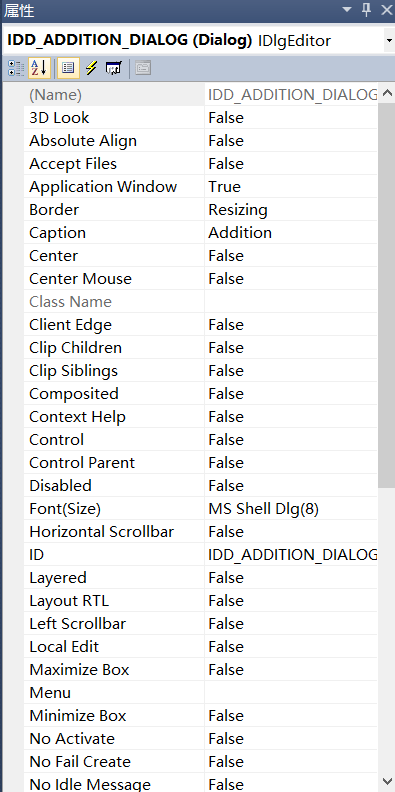 属性
IDD_ADDITION_DIALOG (Dialog) IDlgEditor
(Name) IDD_ADDITION_DIALOG
3D Look False
Absolute Align False
Accept Files False
Application Window True
Border Resizing
Caption Addition
Center False
Center Mouse False
Class Name
Client Edge False
Clip Children False
Clip Siblings False
Composited False
Context Help False
Control False
Control Parent False
Disabled False
Font(Size) MS Shell Dlg(8)
Horizontal Scrollbar False
ID IDD_ADDITION_DIALOG
Layered False
Layout RTL False
Left Scrollbar False
Local Edit False
Maximize Box False
Menu
Minimize Box False
No Activate False
No Fail Create False
No Idle Message False